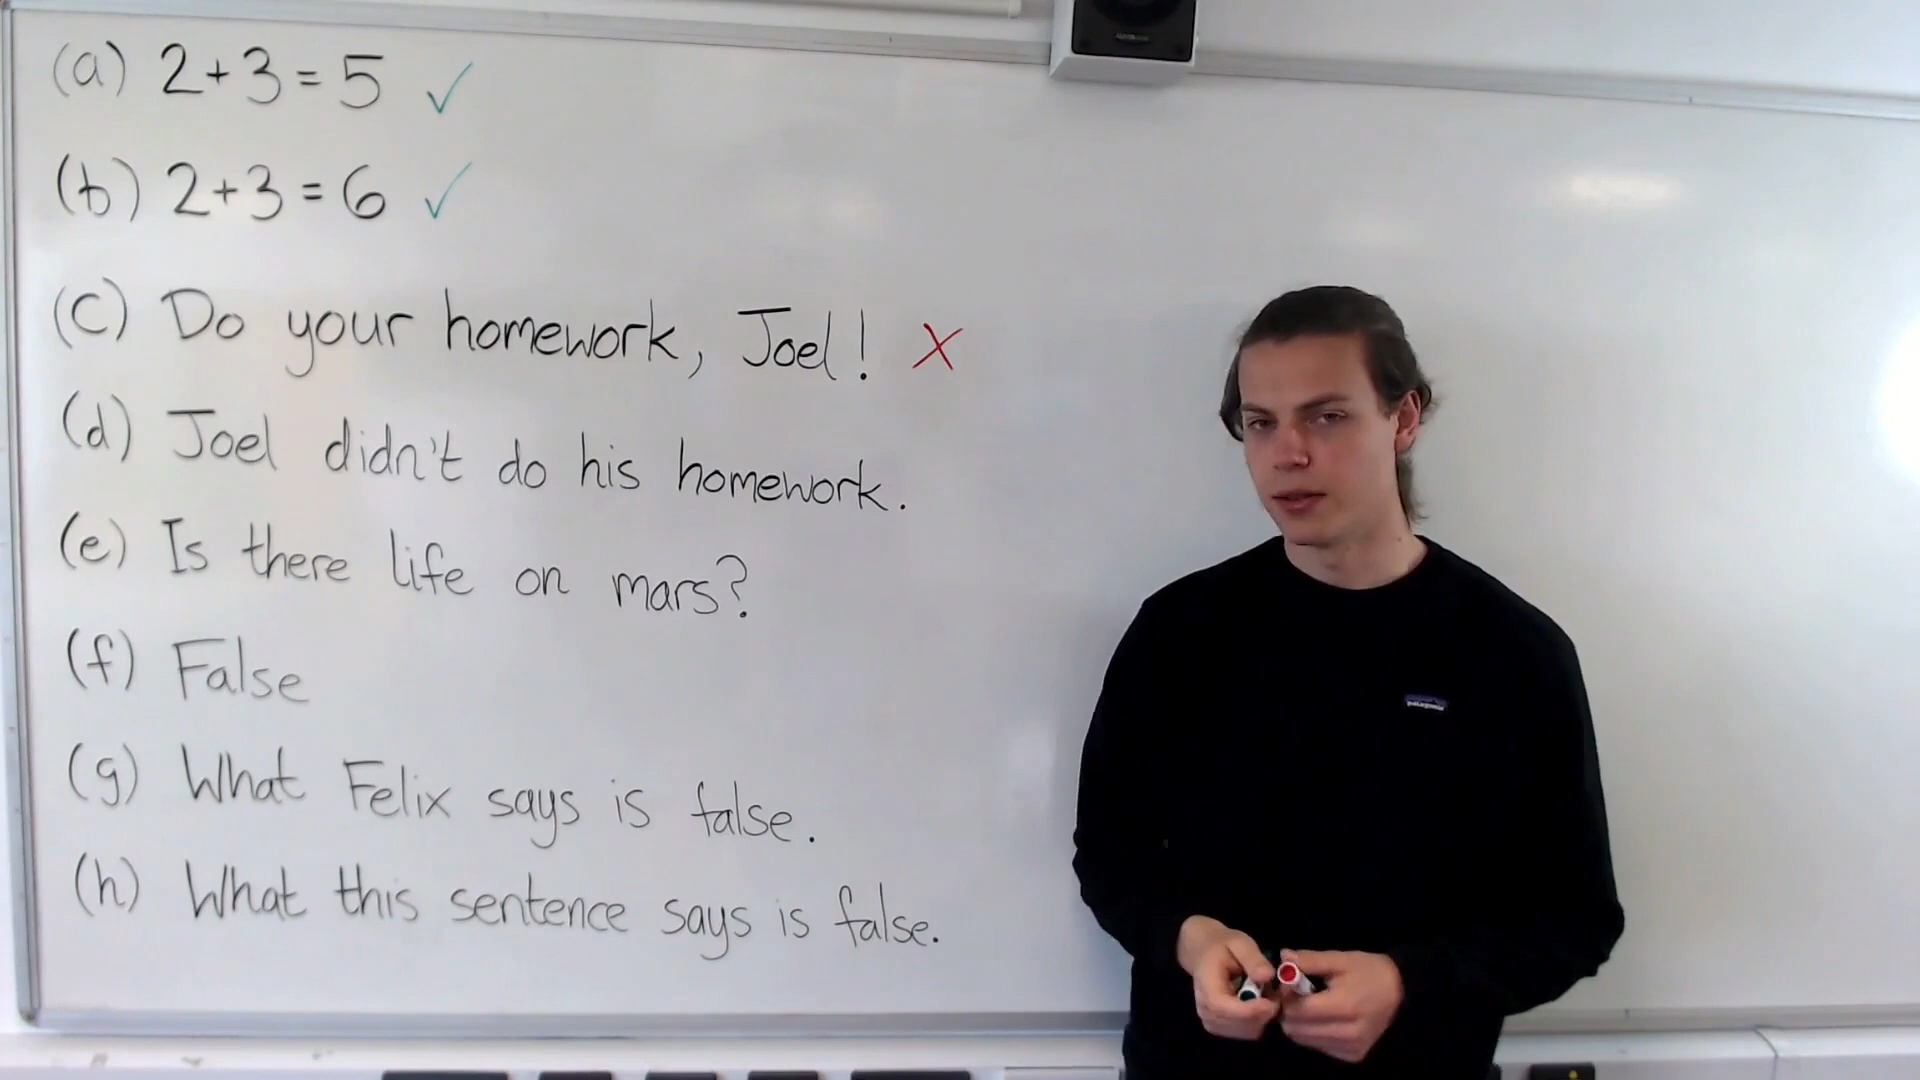 (a) 2+3=5 ✓
(b) 2+3=6 ✓
(c) Do your homework, Joel! X
(d) Joel didn't do his homework.
(e) Is there life on mars?
(f) False
(g) What Felix says is false.
(h) What this sentence says is false.
patagonia